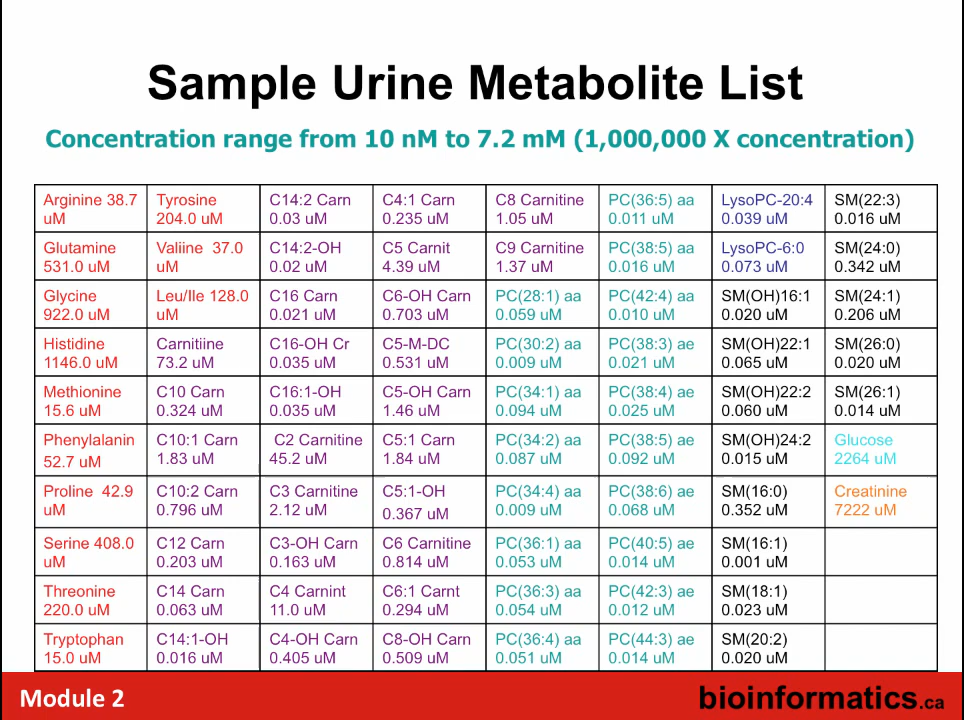 Sample Urine Metabolite List
Concentration range from 10 nM to 7.2 mM (1,000,000 X concentration)
Arginine 38.7 uM Tyrosine 204.0 uM C14:2 Carn 0.03 uM C4:1 Carn 0.235 uM C8 Carnitine 1.05 uM PC(36:5) aa 0.011 uM LysoPC-20:4 0.039 uM SM(22:3) 0.016 uM
Glutamine 531.0 uM Valiine 37.0 uM C14:2-OH 0.02 uM C5 Carnit 4.39 uM C9 Carnitine 1.37 uM PC(38:5) aa 0.016 uM LysoPC-6:0 0.073 uM SM(24:0) 0.342 uM
Glycine 922.0 uM Leu/Ile 128.0 uM C16 Carn 0.021 uM C6-OH Carn 0.703 uM PC(28:1) aa 0.059 uM PC(42:4) aa 0.010 uM SM(OH)16:1 0.020 uM SM(24:1) 0.206 uM
Histidine 1146.0 uM Carnitiine 73.2 uM C16-OH Cr 0.035 uM C5-M-DC 0.531 uM PC(30:2) aa 0.009 uM PC(38:3) ae 0.021 uM SM(OH)22:1 0.065 uM SM(26:0) 0.020 uM
Methionine 15.6 uM C10 Carn 0.324 uM C16:1-OH 0.035 uM C5-OH Carn 1.46 uM PC(34:1) aa 0.094 uM PC(38:4) ae 0.025 uM SM(OH)22:2 0.060 uM SM(26:1) 0.014 uM
Phenylalanin 52.7 uM C10:1 Carn 1.83 uM C2 Carnitine 45.2 uM C5:1 Carn 1.84 uM PC(34:2) aa 0.087 uM PC(38:5) ae 0.092 uM SM(OH)24:2 0.015 uM Glucose 2264 uM
Proline 42.9 uM C10:2 Carn 0.796 uM C3 Carnitine 2.12 uM C5:1-OH 0.367 uM PC(34:4) aa 0.009 uM PC(38:6) ae 0.068 uM SM(16:0) 0.352 uM Creatinine 7222 uM
Serine 408.0 uM C12 Carn 0.203 uM C3-OH Carn 0.163 uM C6 Carnitine 0.814 uM PC(36:1) aa 0.053 uM PC(40:5) ae 0.014 uM SM(16:1) 0.001 uM
Threonine 220.0 uM C14 Carn 0.063 uM C4 Carnint 11.0 uM C6:1 Carnt 0.294 uM PC(36:3) aa 0.054 uM PC(42:3) ae 0.012 uM SM(18:1) 0.023 uM
Tryptophan 15.0 uM C14:1-OH 0.016 uM C4-OH Carn 0.405 uM C8-OH Carn 0.509 uM PC(36:4) aa 0.051 uM PC(44:3) ae 0.014 uM SM(20:2) 0.020 uM
Module 2
bioinformatics.ca